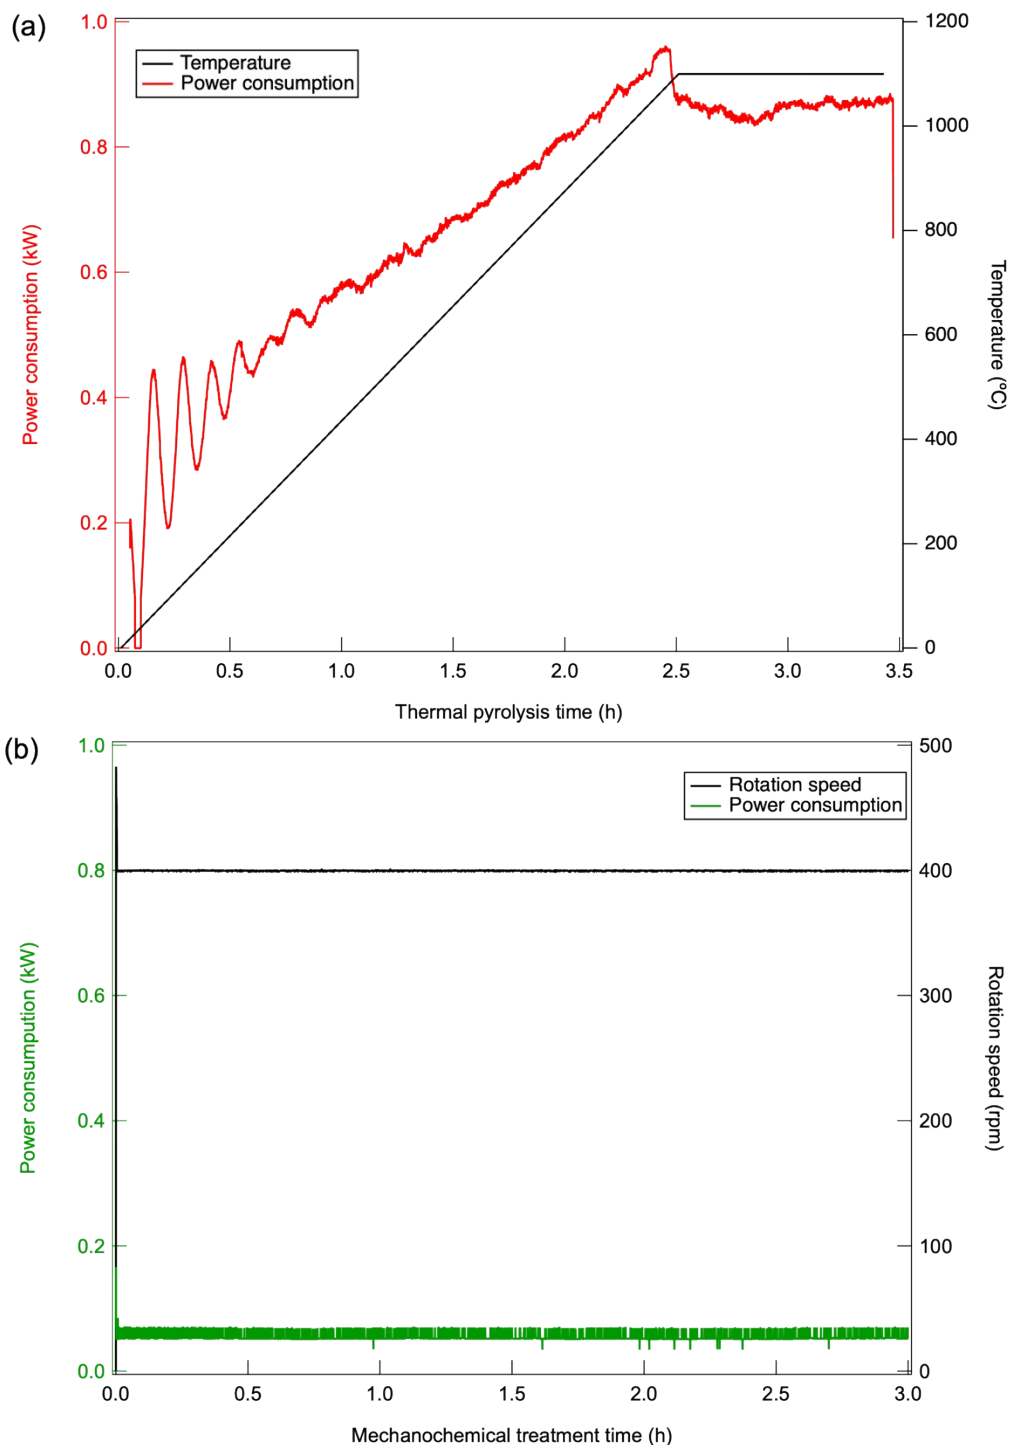 (a)
1.0
0.8
0.6
0.4
0.2
0.0
Power consumption (kW)
Temperature
Power consumption
1200
1000
800
600
400
200
0
Temperature (°C)
0.0 0.5 1.0 1.5 2.0 2.5 3.0 3.5
Thermal pyrolysis time (h)
(b)
1.0
0.8
0.6
0.4
0.2
0.0
Power consumpution (kW)
Rotation speed
Power consumption
500
400
300
200
100
0
Rotation speed (rpm)
0.0 0.5 1.0 1.5 2.0 2.5 3.0
Mechanochemical treatment time (h)